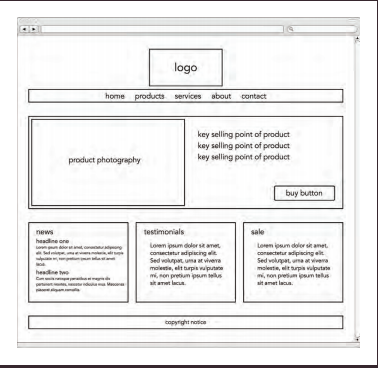 logo
home products services about contact
product photography
key selling point of product
key selling point of product
key selling point of product
buy button
news
headline one
Lorem ipsum dolor sit amet, consectetur adipiscing
elit. Sed volutpat, urna at viverra molestie, elit turpis
vulputate mi, non pretium ipsum tellus sit amet
lacus.
headline two
Cum sociis natoque penatibus et magnis dis
parturient montes, nascetur ridiculus mus. Maecenas
placerat aliquam convallis.
testimonials
Lorem ipsum dolor sit amet,
consectetur adipiscing elit.
Sed volutpat, urna at viverra
molestie, elit turpis vulputate
mi, non pretium ipsum tellus
sit amet lacus.
sale
Lorem ipsum dolor sit amet,
consectetur adipiscing elit.
Sed volutpat, urna at viverra
molestie, elit turpis vulputate
mi, non pretium ipsum tellus
sit amet lacus.
copyright notice